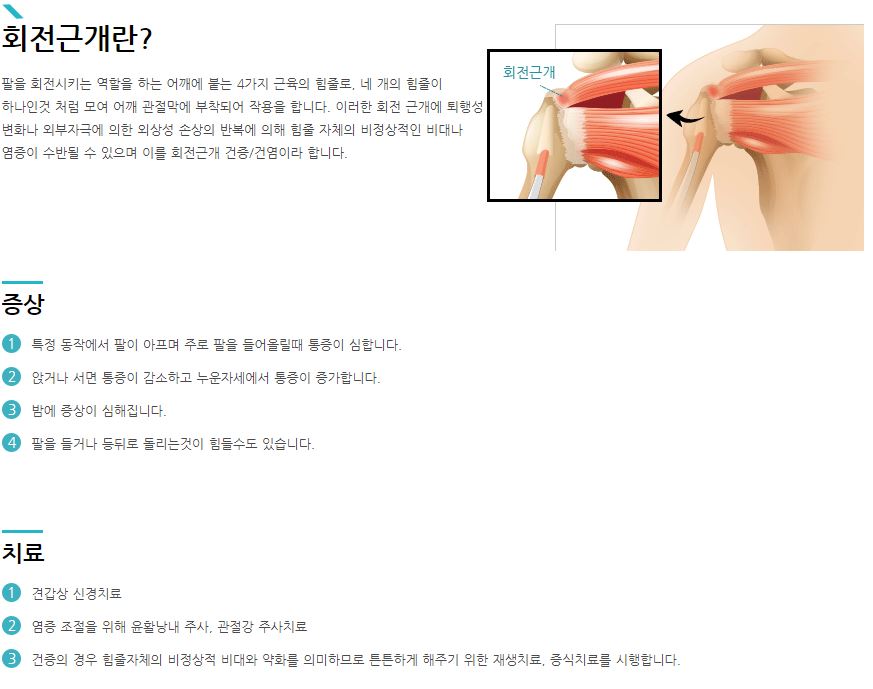 회전근개란?
팔을 회전시키는 역할을 하는 어깨에 붙는 4가지 근육의 힘줄로, 네 개의 힘줄이
하나인것 처럼 모여 어깨 관절막에 부착되어 작용을 합니다. 이러한 회전 근개에 퇴행성
변화나 외부자극에 의한 외상성 손상의 반복에 의해 힘줄 자체의 비정상적인 비대나
염증이 수반될 수 있으며 이를 회전근개 건증/건염이라 합니다.
회전근개
증상
1 특정 동작에서 팔이 아프며 주로 팔을 들어올릴때 통증이 심합니다.
2 앉거나 서면 통증이 감소하고 누운자세에서 통증이 증가합니다.
3 밤에 증상이 심해집니다.
4 팔을 들거나 등뒤로 돌리는것이 힘들수도 있습니다.
치료
1 견갑상 신경치료
2 염증 조절을 위해 윤활낭내 주사, 관절강 주사치료
3 건증의 경우 힘줄자체의 비정상적 비대와 약화를 의미하므로 튼튼하게 해주기 위한 재생치료, 증식치료를 시행합니다.